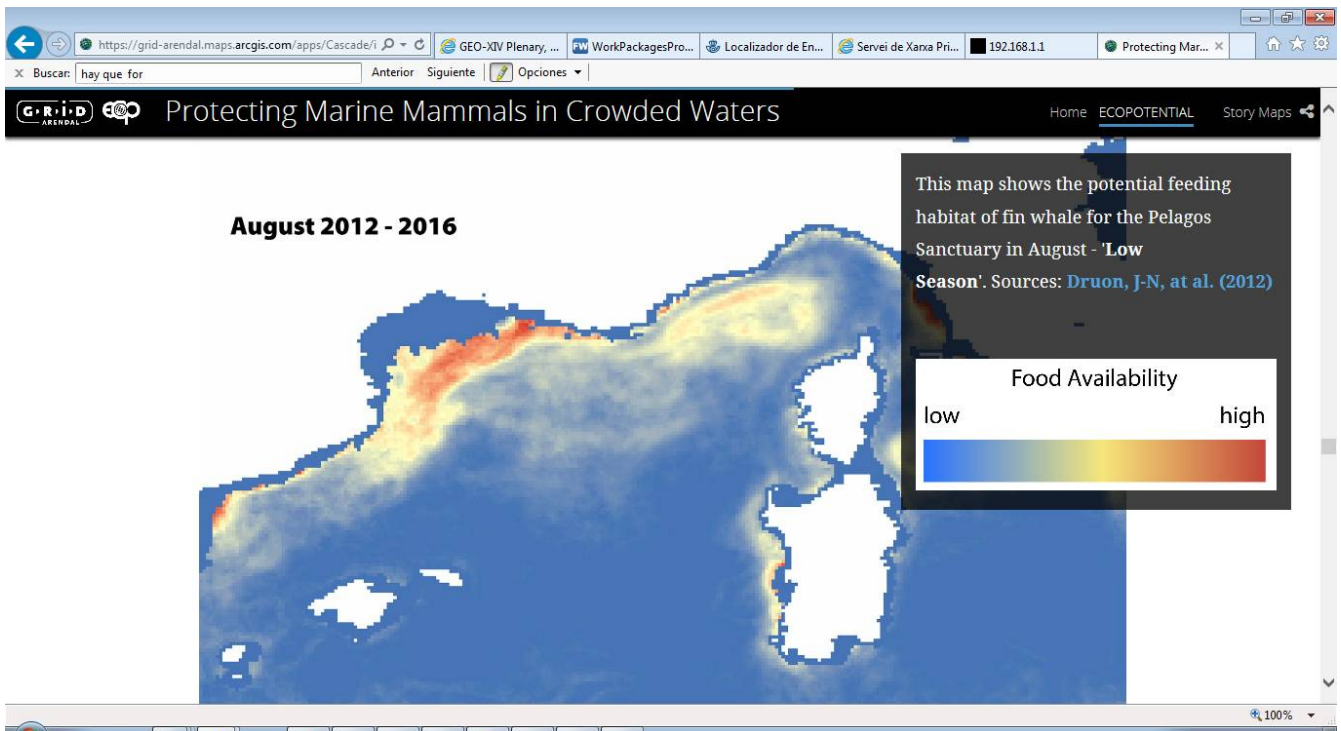 https://grid-arendal.maps.arcgis.com/apps/Cascade/i
GEO-XIV Plenary, ...
WorkPackagesPro...
Localizador de En...
Servei de Xarxa Pri...
192.168.1.1
Protecting Mar...
x Buscar: hay que for Anterior Siguiente Opciones
G·R·I·D ARENDAL
Protecting Marine Mammals in Crowded Waters
Home ECOPOTENTIAL Story Maps
August 2012 - 2016
This map shows the potential feeding
habitat of fin whale for the Pelagos
Sanctuary in August - 'Low
Season'. Sources: Druon, J-N, at al. (2012)
Food Availability
low high
100%